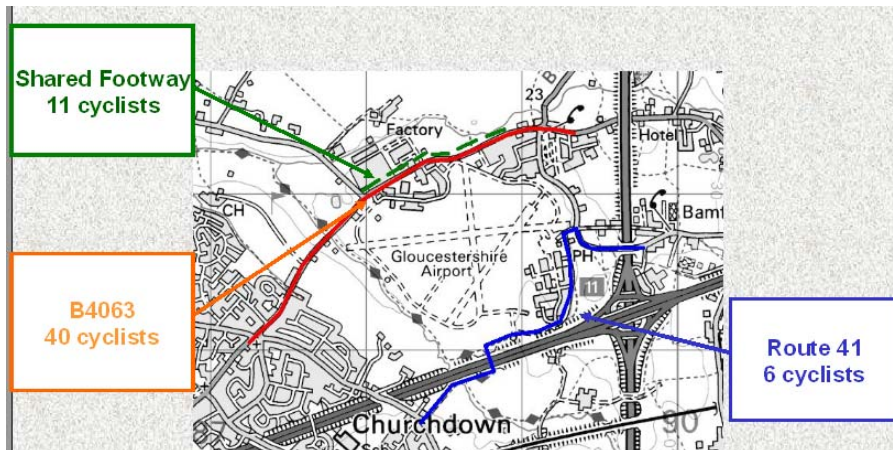 Shared Footway
11 cyclists
23
Factory
Hotel
CH
Bamf
Gloucestershire
Airport
PH
11
B4063
40 cyclists
Route 41
6 cyclists
Churchdown
90